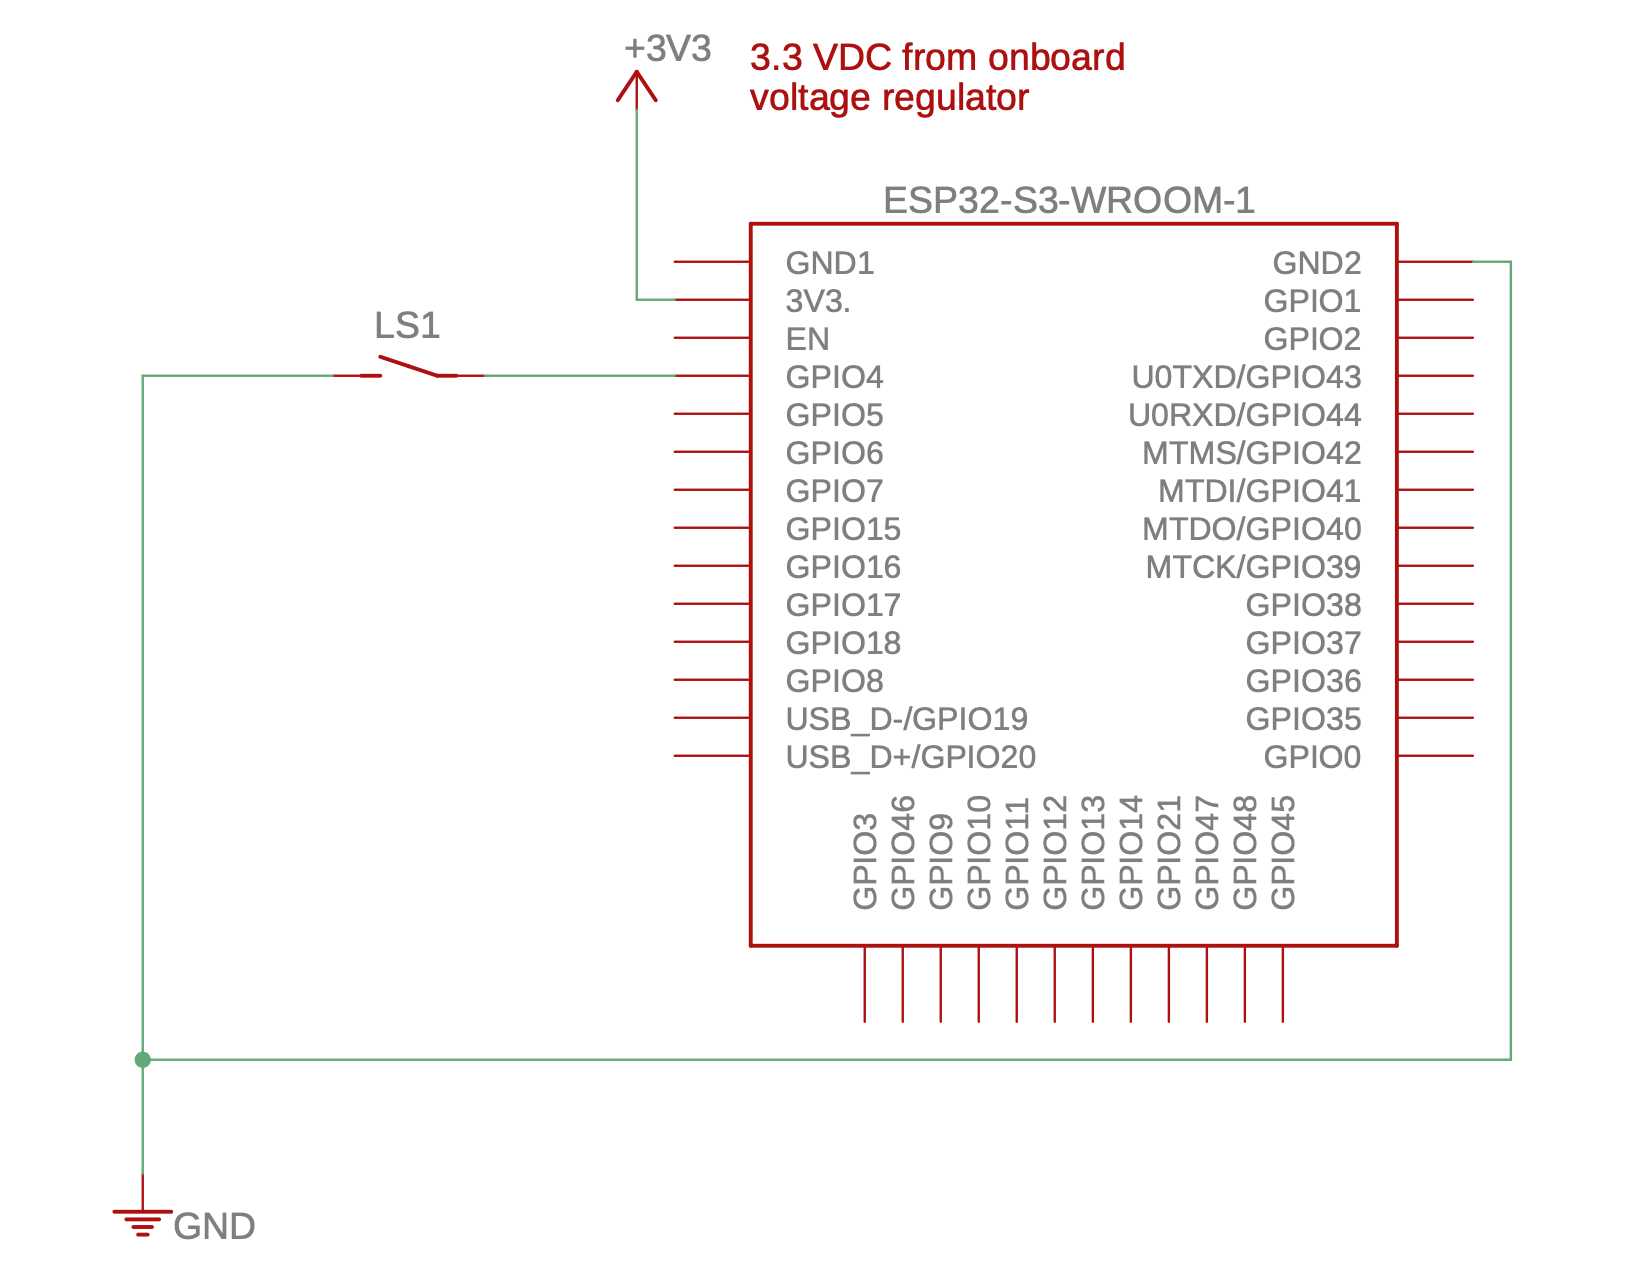 +3V3
3.3 VDC from onboard
voltage regulator
ESP32-S3-WROOM-1
GND1
3V3.
EN
GPIO4
GPIO5
GPIO6
GPIO7
GPIO15
GPIO16
GPIO17
GPIO18
GPIO8
USB_D-/GPIO19
USB_D+/GPIO20
GND2
GPIO1
GPIO2
U0TXD/GPIO43
U0RXD/GPIO44
MTMS/GPIO42
MTDI/GPIO41
MTDO/GPIO40
MTCK/GPIO39
GPIO38
GPIO37
GPIO36
GPIO35
GPIO0
GPIO3
GPIO46
GPIO9
GPIO10
GPIO11
GPIO12
GPIO13
GPIO14
GPIO21
GPIO47
GPIO48
GPIO45
LS1
GND